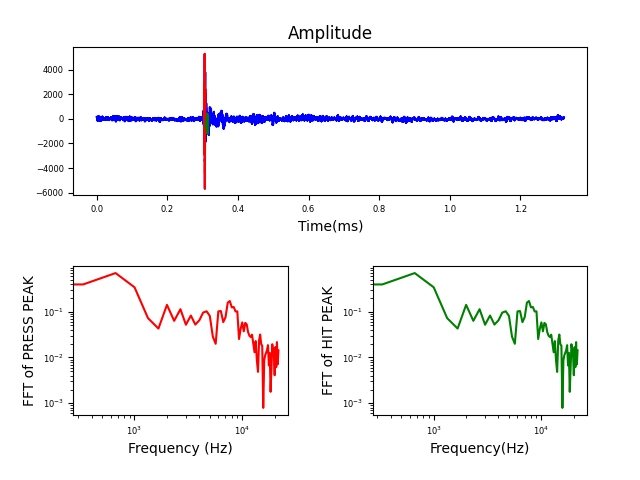 Amplitude
4000
2000
0
−2000
−4000
−6000
0.0 0.2 0.4 0.6 0.8 1.0 1.2
Time(ms)
FFT of PRESS PEAK
10⁻¹
10⁻²
10⁻³
10³ 10⁴
Frequency (Hz)
FFT of HIT PEAK
10⁻¹
10⁻²
10⁻³
10³ 10⁴
Frequency(Hz)